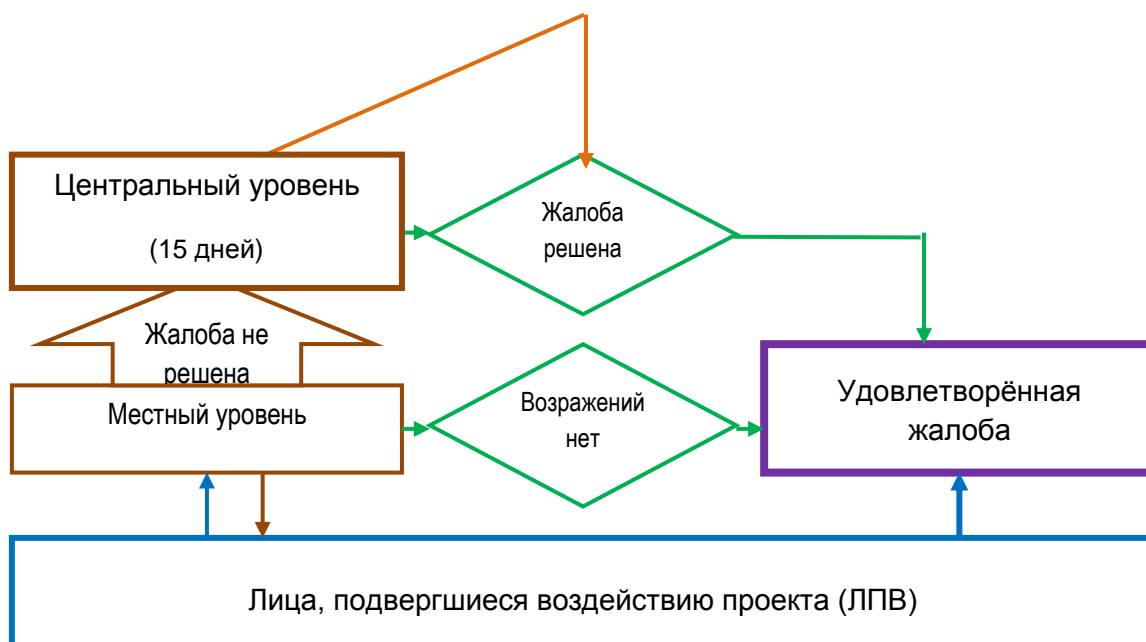 Центральный уровень
(15 дней)
Жалоба
решена
Жалоба не
решена
Местный уровень
Возражений
нет
Удовлетворённая
жалоба
Лица, подвергшиеся воздействию проекта (ЛПВ)